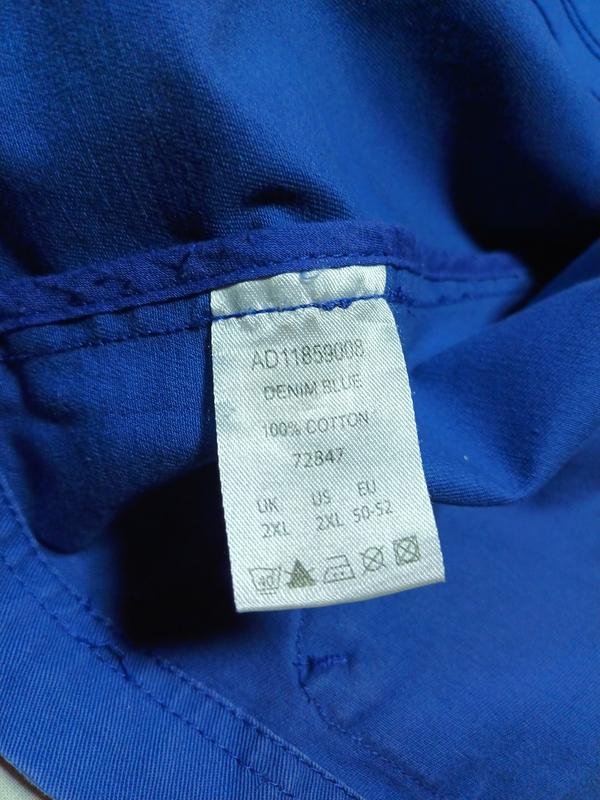 AD11859008
DENIM BLUE
100% COTTON
72847
UK US EU
2XL 2XL 50-52
40